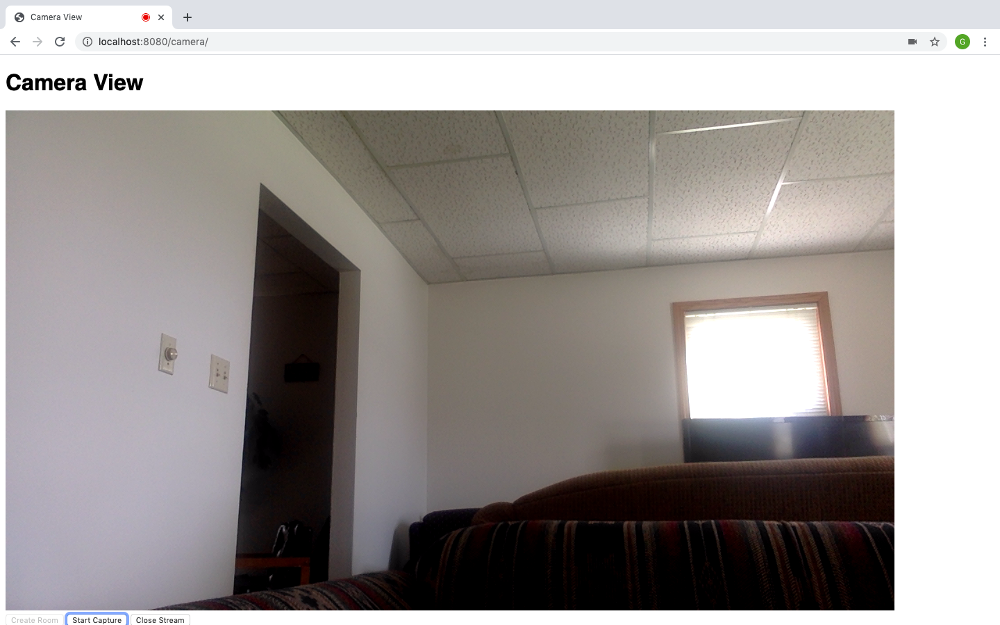 Camera View
localhost:8080/camera/
G
Camera View
Create Room
Start Capture
Close Stream